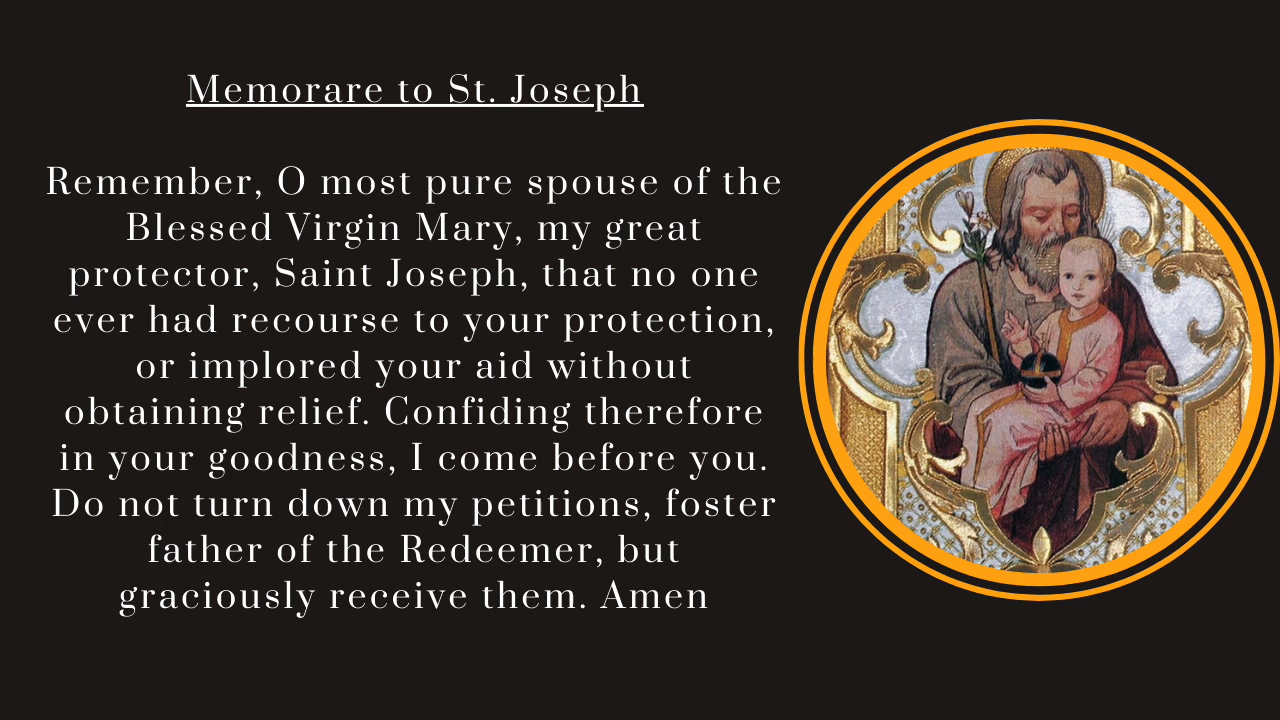 Memorare to St. Joseph
Remember, O most pure spouse of the
Blessed Virgin Mary, my great
protector, Saint Joseph, that no one
ever had recourse to your protection,
or implored your aid without
obtaining relief. Confiding therefore
in your goodness, I come before you.
Do not turn down my petitions, foster
father of the Redeemer, but
graciously receive them. Amen